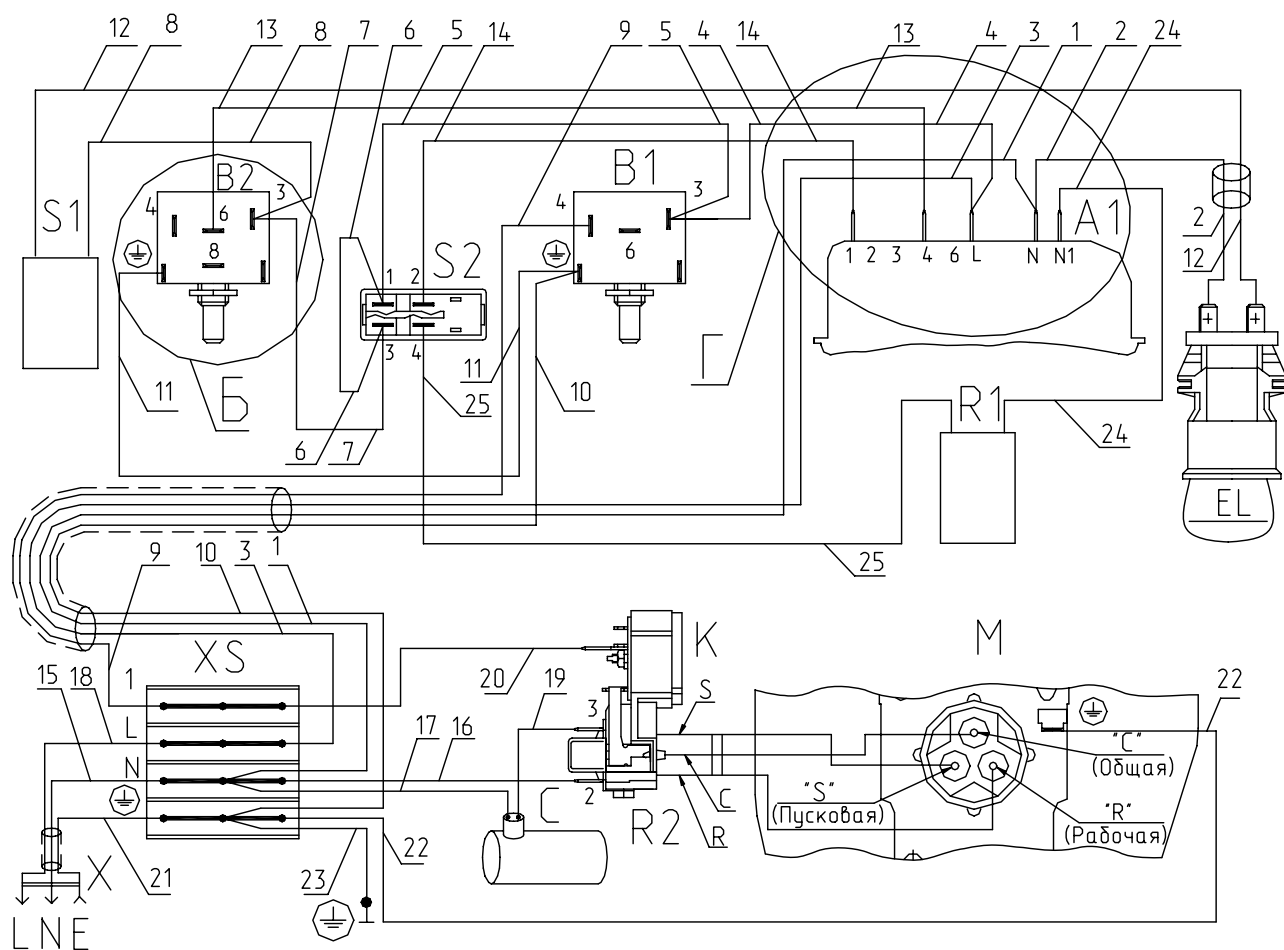 12 8 13 8 7 6 5 14 9 5 4 14 13 4 3 1 2 24
S1 B2 B1 A1
4 6 3 8
1 2 S2
3 4
4 3 6
1 2 3 4 6 L N N1
2
12
11 Б 6 7 25 11 10 Г R1 24
EL
25
9 10 3 1
XS K M
15 18 1 20 19 S 22
L 17 16 3
N "C"
(Общая)
"S"
(Пусковая)
"R"
(Рабочая)
2 C R2 C R
X 21 23 22
L N E